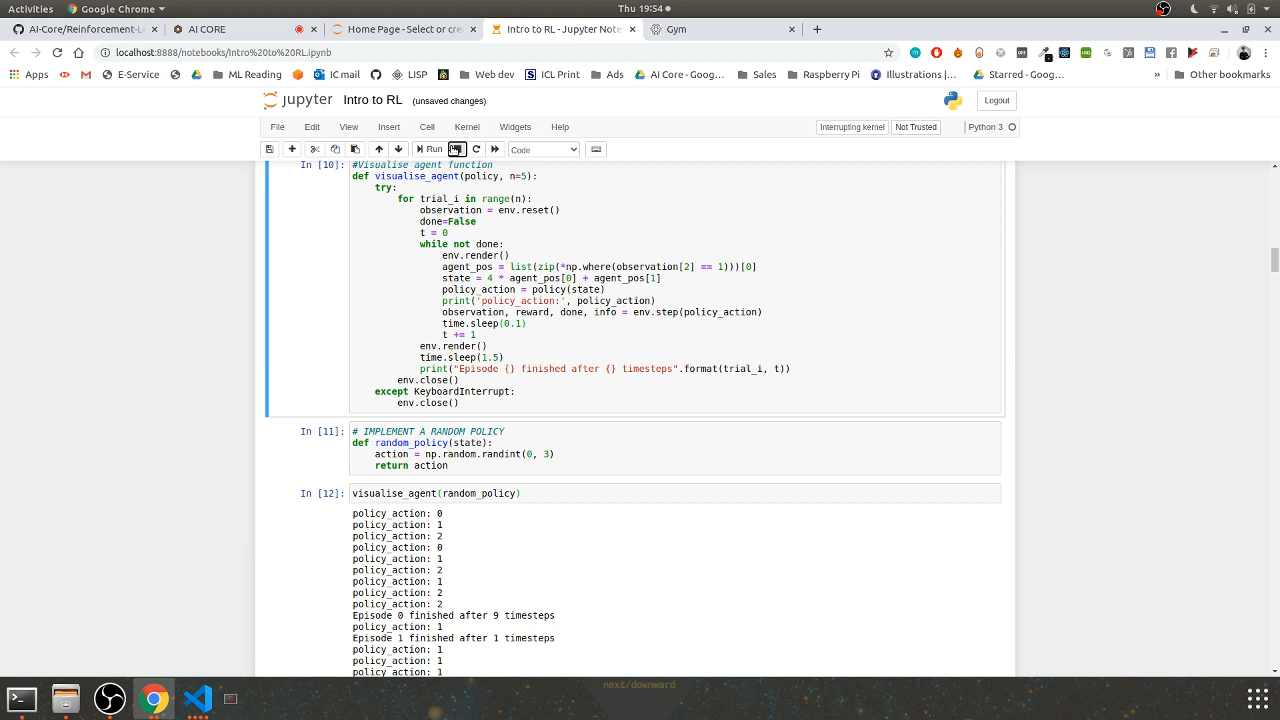 Activities
Google Chrome
Thu 19:54
AI-Core/Reinforcement-L
AI CORE
Home Page - Select or cre
Intro to RL - Jupyter Note
Gym
localhost:8888/notebooks/Intro%20to%20RL.ipynb
Apps
E-Service
ML Reading
IC mail
LISP
Web dev
ICL Print
Ads
AI Core - Goog...
Sales
Raspberry Pi
Illustrations |...
Starred - Goog...
Other bookmarks
jupyter Intro to RL (unsaved changes)
Logout
File Edit View Insert Cell Kernel Widgets Help
Interrupting kernel
Not Trusted
Python 3
Run
Code
In [10]: #Visualise agent function
def visualise_agent(policy, n=5):
try:
for trial_i in range(n):
observation = env.reset()
done=False
t = 0
while not done:
env.render()
agent_pos = list(zip(*np.where(observation[2] == 1)))[0]
state = 4 * agent_pos[0] + agent_pos[1]
policy_action = policy(state)
print('policy_action:', policy_action)
observation, reward, done, info = env.step(policy_action)
time.sleep(0.1)
t += 1
env.render()
time.sleep(1.5)
print("Episode {} finished after {} timesteps".format(trial_i, t))
env.close()
except KeyboardInterrupt:
env.close()
In [11]: # IMPLEMENT A RANDOM POLICY
def random_policy(state):
action = np.random.randint(0, 3)
return action
In [12]: visualise_agent(random_policy)
policy_action: 0
policy_action: 1
policy_action: 2
policy_action: 0
policy_action: 1
policy_action: 2
policy_action: 1
policy_action: 2
policy_action: 2
Episode 0 finished after 9 timesteps
policy_action: 1
Episode 1 finished after 1 timesteps
policy_action: 1
policy_action: 1
policy_action: 1
next/downward